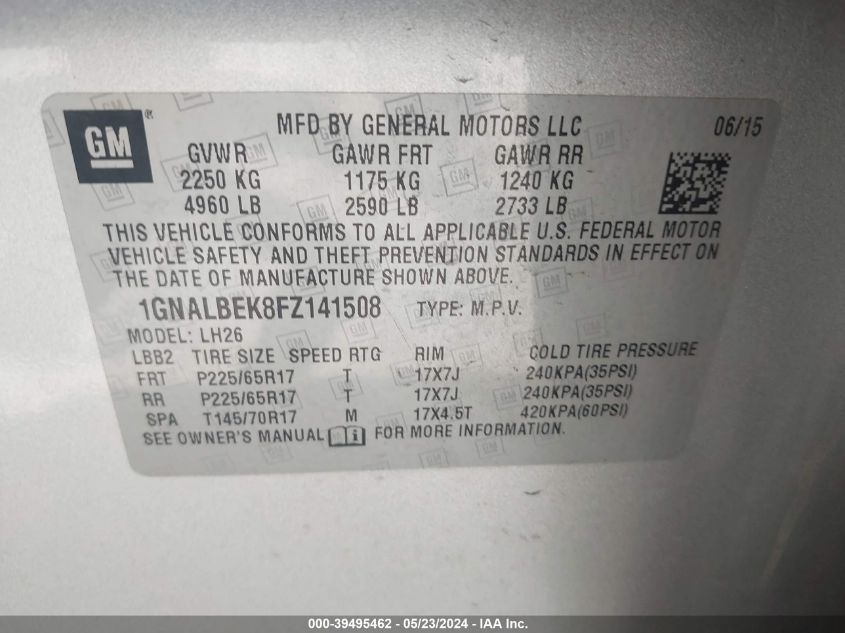 GM ® MFD BY GENERAL MOTORS LLC 06/15
GVWR GAWR FRT GAWR RR
2250 KG 1175 KG 1240 KG
4960 LB 2590 LB 2733 LB
THIS VEHICLE CONFORMS TO ALL APPLICABLE U.S. FEDERAL MOTOR
VEHICLE SAFETY AND THEFT PREVENTION STANDARDS IN EFFECT ON
THE DATE OF MANUFACTURE SHOWN ABOVE.
1GNALBEK8FZ141508 TYPE: M.P.V.
MODEL: LH26
LBB2 TIRE SIZE SPEED RTG RIM COLD TIRE PRESSURE
FRT P225/65R17 T 17X7J 240KPA(35PSI)
RR P225/65R17 T 17X7J 240KPA(35PSI)
SPA T145/70R17 M 17X4.5T 420KPA(60PSI)
SEE OWNER'S MANUAL FOR MORE INFORMATION.
000-39495462 - 05/23/2024 - IAA Inc.